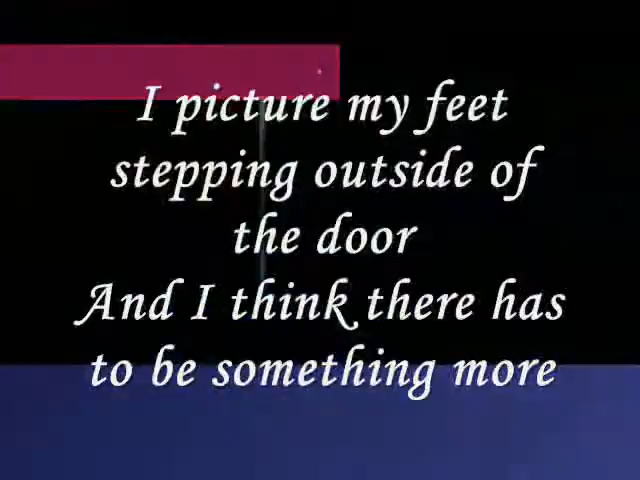 I picture my feet
stepping outside of
the door
And I think there has
to be something more